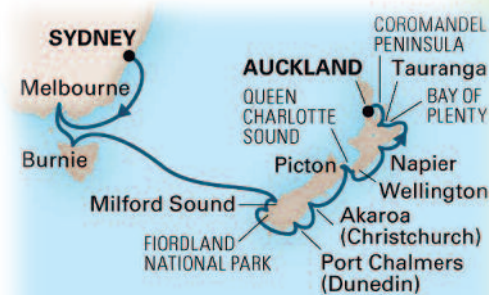 SYDNEY
Melbourne
Burnie
COROMANDEL
PENINSULA
AUCKLAND
Tauranga
QUEEN
CHARLOTTE
SOUND
BAY OF
PLENTY
Picton
Napier
Wellington
Milford Sound
Akaroa
(Christchurch)
FIORDLAND
NATIONAL PARK
Port Chalmers
(Dunedin)